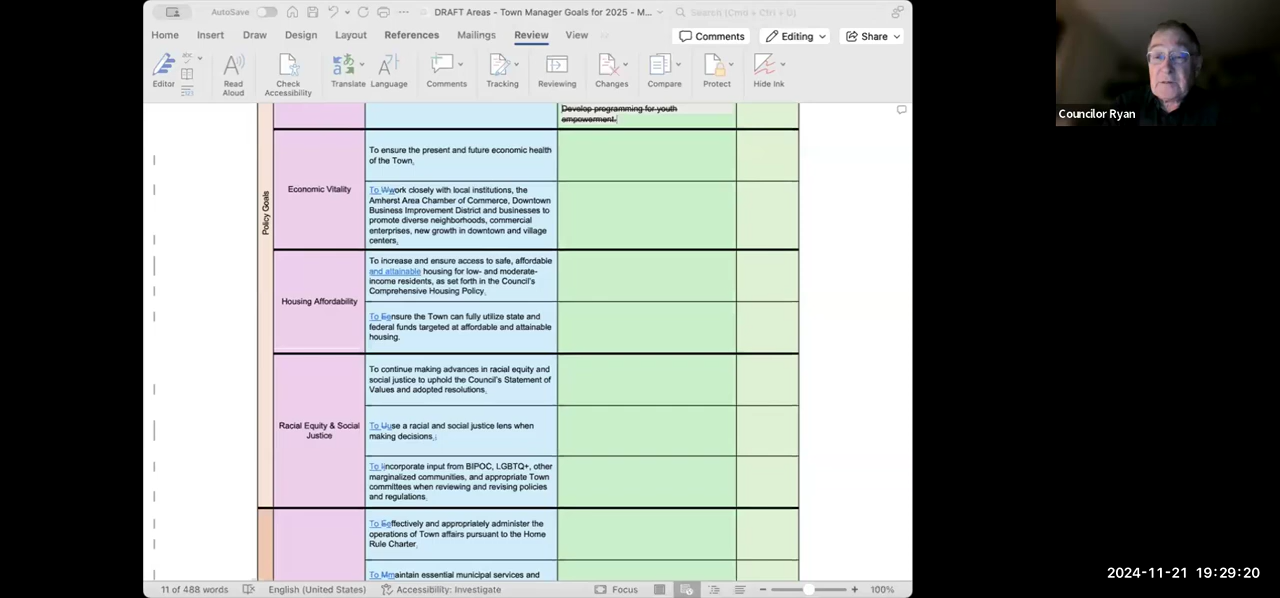 AutoSave
DRAFT Areas - Town Manager Goals for 2025 - M...
Search (Cmd + Ctrl + U)
Home Insert Draw Design Layout References Mailings Review View
Comments Editing Share
Editor
Read Aloud
Check Accessibility
Translate
Language
Comments
Tracking
Reviewing
Changes
Compare
Protect
Hide Ink
Develop programming for youth
empowerment.
Policy Goals
Economic Vitality
To ensure the present and future economic health
of the Town.
To Wwork closely with local institutions, the
Amherst Area Chamber of Commerce, Downtown
Business Improvement District and businesses to
promote diverse neighborhoods, commercial
enterprises, new growth in downtown and village
centers.
Housing Affordability
To increase and ensure access to safe, affordable
and attainable housing for low- and moderate-
income residents, as set forth in the Council's
Comprehensive Housing Policy.
To Eensure the Town can fully utilize state and
federal funds targeted at affordable and attainable
housing.
Racial Equity & Social
Justice
To continue making advances in racial equity and
social justice to uphold the Council's Statement of
Values and adopted resolutions.
To Uuse a racial and social justice lens when
making decisions.
To Iincorporate input from BIPOC, LGBTQ+, other
marginalized communities, and appropriate Town
committees when reviewing and revising policies
and regulations.
To Eeffectively and appropriately administer the
operations of Town affairs pursuant to the Home
Rule Charter.
To Mmaintain essential municipal services and
11 of 488 words English (United States) Accessibility: Investigate Focus 100%
Councilor Ryan
2024-11-21 19:29:20